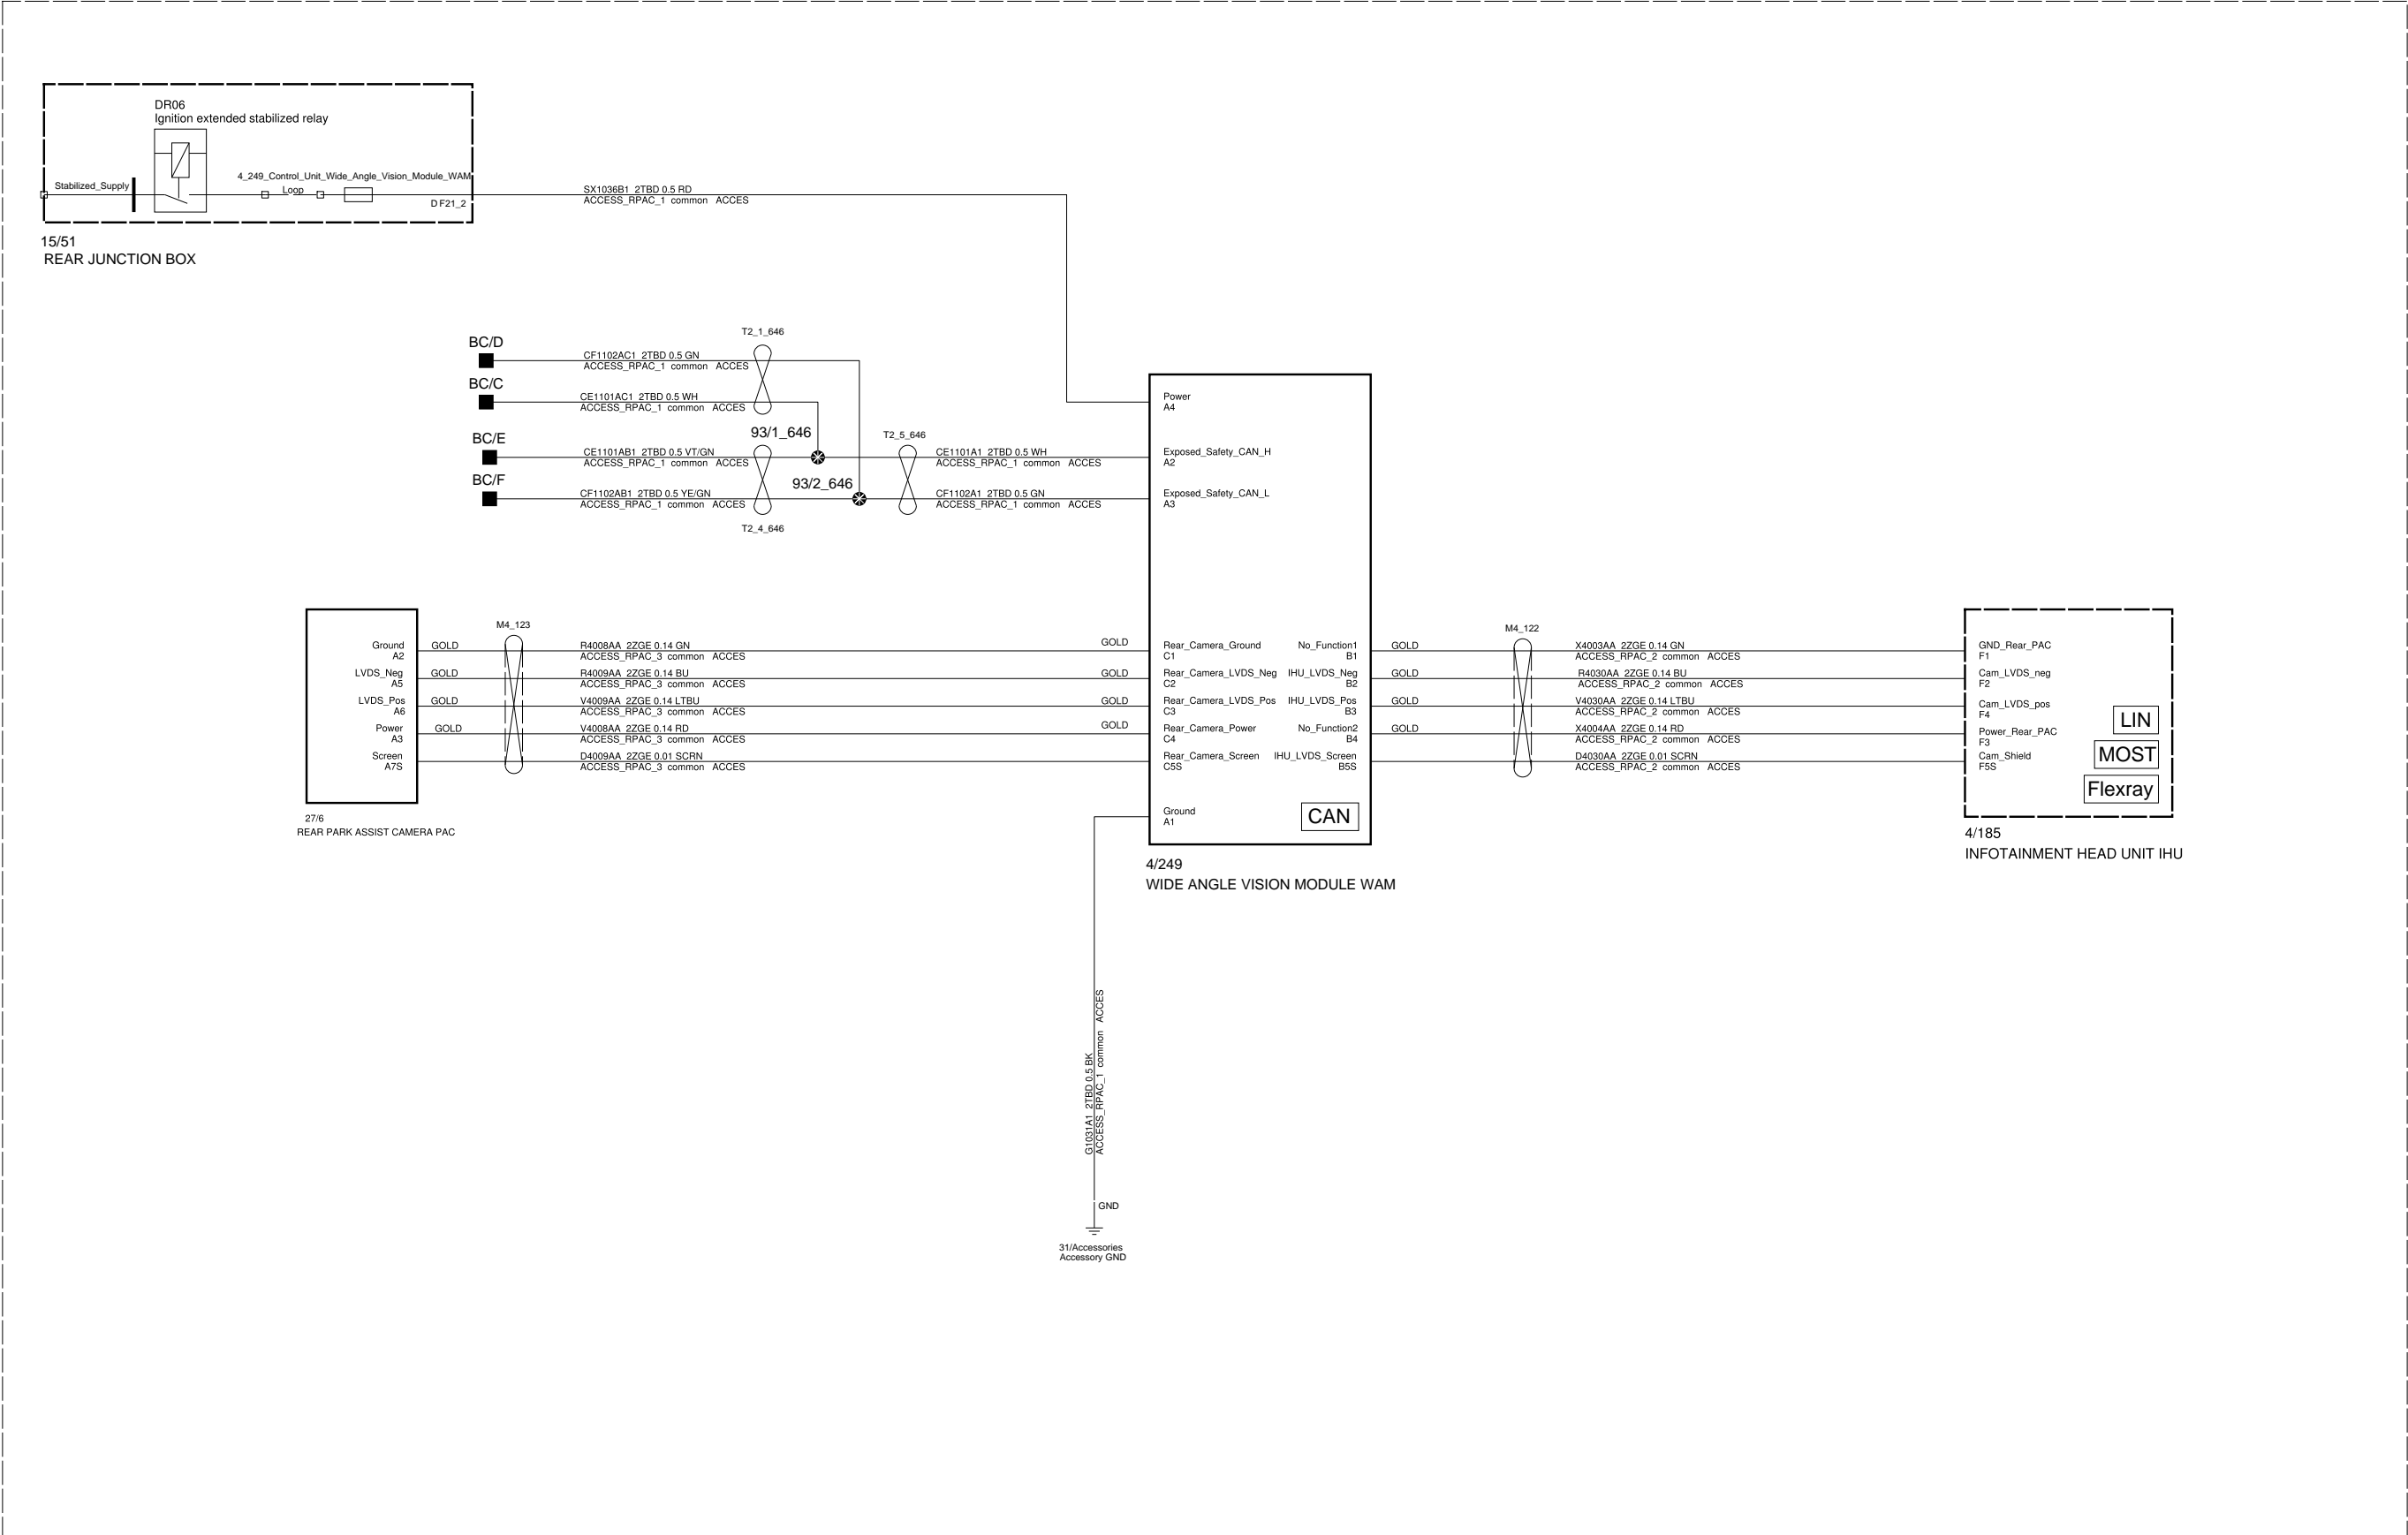 DR06
Ignition extended stabilized relay
Stabilized_Supply
4_249_Control_Unit_Wide_Angle_Vision_Module_WAM
Loop
D F21_2
SX1036B1 2TBD 0.5 RD
ACCESS_RPAC_1 common ACCES
15/51
REAR JUNCTION BOX
T2_1_646
BC/D
CF1102AC1 2TBD 0.5 GN
ACCESS_RPAC_1 common ACCES
BC/C
CE1101AC1 2TBD 0.5 WH
ACCESS_RPAC_1 common ACCES
93/1_646
T2_5_646
BC/E
CE1101AB1 2TBD 0.5 VT/GN
ACCESS_RPAC_1 common ACCES
CE1101A1 2TBD 0.5 WH
ACCESS_RPAC_1 common ACCES
BC/F
93/2_646
CF1102AB1 2TBD 0.5 YE/GN
ACCESS_RPAC_1 common ACCES
CF1102A1 2TBD 0.5 GN
ACCESS_RPAC_1 common ACCES
T2_4_646
Power
A4
Exposed_Safety_CAN_H
A2
Exposed_Safety_CAN_L
A3
Ground
A2
LVDS_Neg
A5
LVDS_Pos
A6
Power
A3
Screen
A7S
27/6
REAR PARK ASSIST CAMERA PAC
GOLD
GOLD
GOLD
GOLD
M4_123
R4008AA 2ZGE 0.14 GN
ACCESS_RPAC_3 common ACCES
R4009AA 2ZGE 0.14 BU
ACCESS_RPAC_3 common ACCES
V4009AA 2ZGE 0.14 LTBU
ACCESS_RPAC_3 common ACCES
V4008AA 2ZGE 0.14 RD
ACCESS_RPAC_3 common ACCES
D4009AA 2ZGE 0.01 SCRN
ACCESS_RPAC_3 common ACCES
GOLD
GOLD
GOLD
GOLD
Rear_Camera_Ground
C1
Rear_Camera_LVDS_Neg
C2
Rear_Camera_LVDS_Pos
C3
Rear_Camera_Power
C4
Rear_Camera_Screen
C5S
Ground
A1
No_Function1
B1
IHU_LVDS_Neg
B2
IHU_LVDS_Pos
B3
No_Function2
B4
IHU_LVDS_Screen
B5S
CAN
4/249
WIDE ANGLE VISION MODULE WAM
GOLD
GOLD
GOLD
GOLD
M4_122
X4003AA 2ZGE 0.14 GN
ACCESS_RPAC_2 common ACCES
R4030AA 2ZGE 0.14 BU
ACCESS_RPAC_2 common ACCES
V4030AA 2ZGE 0.14 LTBU
ACCESS_RPAC_2 common ACCES
X4004AA 2ZGE 0.14 RD
ACCESS_RPAC_2 common ACCES
D4030AA 2ZGE 0.01 SCRN
ACCESS_RPAC_2 common ACCES
GND_Rear_PAC
F1
Cam_LVDS_neg
F2
Cam_LVDS_pos
F4
Power_Rear_PAC
F3
Cam_Shield
F5S
LIN
MOST
Flexray
4/185
INFOTAINMENT HEAD UNIT IHU
G1031A1 2TBD 0.5 BK
ACCESS_RPAC_1 common ACCES
GND
31/Accessories
Accessory GND